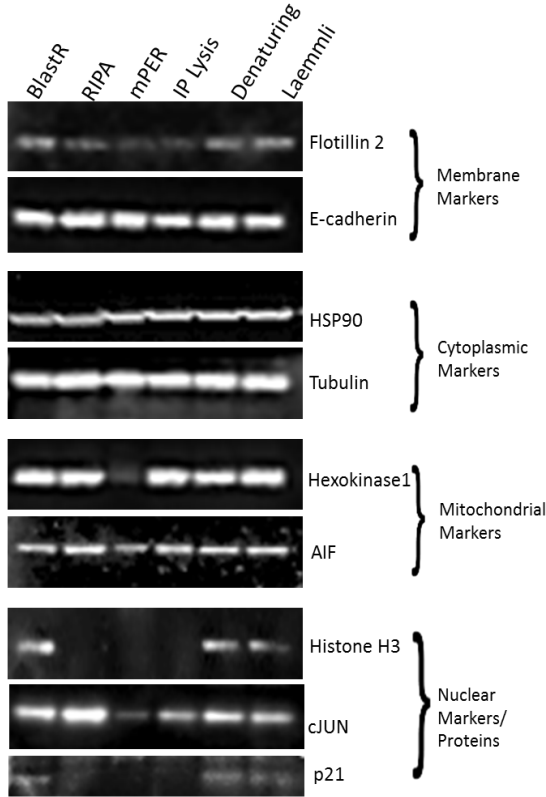 BlastR
RIPA
mPER
IP Lysis
Denaturing
Laemmli
Flotillin 2
E-cadherin
Membrane
Markers
HSP90
Tubulin
Cytoplasmic
Markers
Hexokinase1
AIF
Mitochondrial
Markers
Histone H3
cJUN
p21
Nuclear
Markers/
Proteins